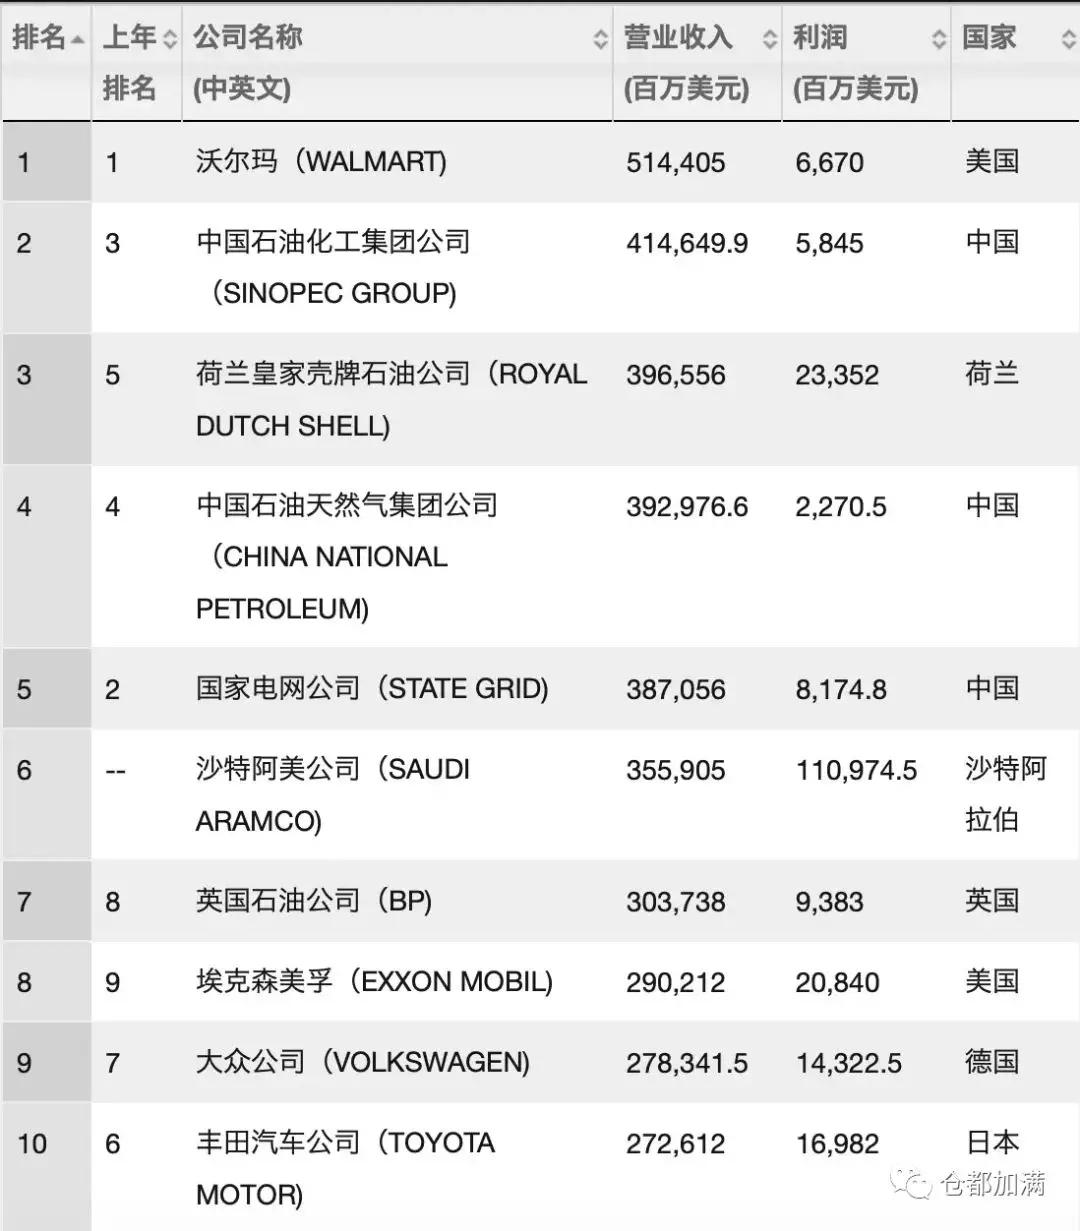 排名 上年 公司名称 营业收入 利润 国家
排名 (中英文) (百万美元) (百万美元)
1 1 沃尔玛（WALMART) 514,405 6,670 美国
2 3 中国石油化工集团公司 414,649.9 5,845 中国
（SINOPEC GROUP)
3 5 荷兰皇家壳牌石油公司（ROYAL 396,556 23,352 荷兰
DUTCH SHELL)
4 4 中国石油天然气集团公司 392,976.6 2,270.5 中国
（CHINA NATIONAL
PETROLEUM)
5 2 国家电网公司（STATE GRID) 387,056 8,174.8 中国
6 -- 沙特阿美公司（SAUDI 355,905 110,974.5 沙特阿
ARAMCO) 拉伯
7 8 英国石油公司（BP) 303,738 9,383 英国
8 9 埃克森美孚（EXXON MOBIL) 290,212 20,840 美国
9 7 大众公司（VOLKSWAGEN) 278,341.5 14,322.5 德国
10 6 丰田汽车公司（TOYOTA 272,612 16,982 日本
MOTOR)
仓都加满